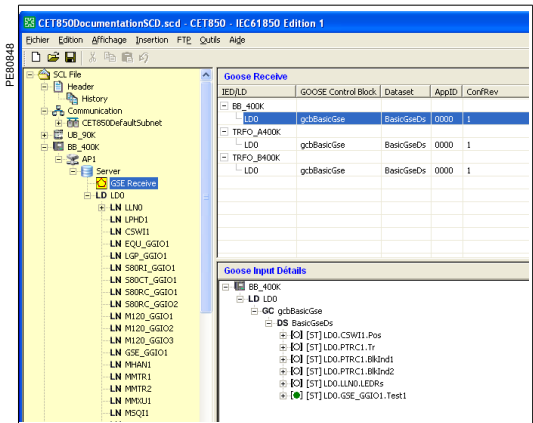 PE80848
CET850DocumentationSCD.scd - CET850 - IEC61850 Edition 1
Fichier Edition Affichage Insertion FTP Outils Aide
SCL File
Header
History
Communication
CET850DefaultSubnet
UB_90K
BB_400K
AP1
Server
GSE Receive
LD LD0
LN LLN0
LN LPHD1
LN CSWI1
LN EQU_GGIO1
LN LGP_GGIO1
LN S80RI_GGIO1
LN S80CT_GGIO1
LN S80RC_GGIO1
LN S80RC_GGIO2
LN M120_GGIO1
LN M120_GGIO2
LN M120_GGIO3
LN GSE_GGIO1
LN MHAN1
LN MMTR1
LN MMTR2
LN MMXU1
LN MSQI1
Goose Receive
IED/LD GOOSE Control Block Dataset AppID ConfRev
BB_400K
LD0 gcbBasicGse BasicGseDs 0000 1
TRFO_A400K
LD0 gcbBasicGse BasicGseDs 0000 1
TRFO_B400K
LD0 gcbBasicGse BasicGseDs 0000 1
Goose Input Détails
BB_400K
LD LD0
GC gcbBasicGse
DS BasicGseDs
[O] [ST] LD0.CSWI1.Pos
[O] [ST] LD0.PTRC1.Tr
[O] [ST] LD0.PTRC1.BlkInd1
[O] [ST] LD0.PTRC1.BlkInd2
[O] [ST] LD0.LLN0.LEDRs
[●] [ST] LD0.GSE_GGIO1.Test1